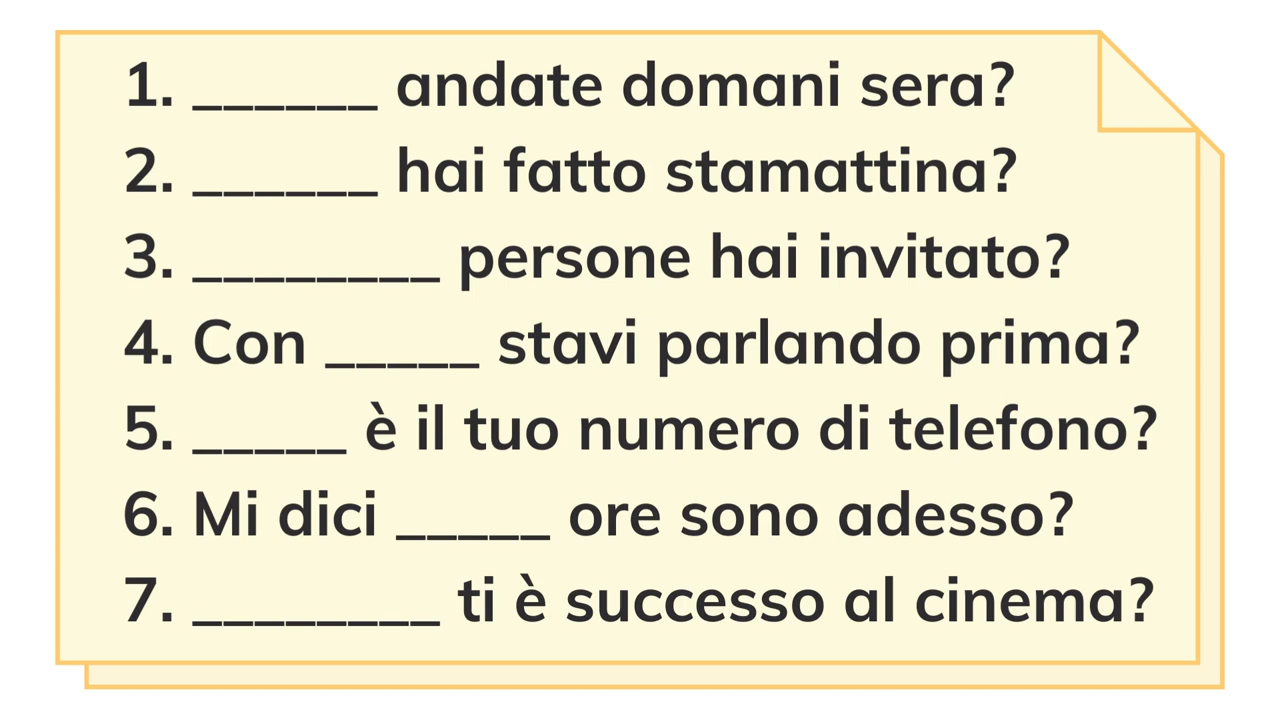 1. ______ andate domani sera?
2. ______ hai fatto stamattina?
3. ________ persone hai invitato?
4. Con _____ stavi parlando prima?
5. _____ è il tuo numero di telefono?
6. Mi dici _____ ore sono adesso?
7. ________ ti è successo al cinema?